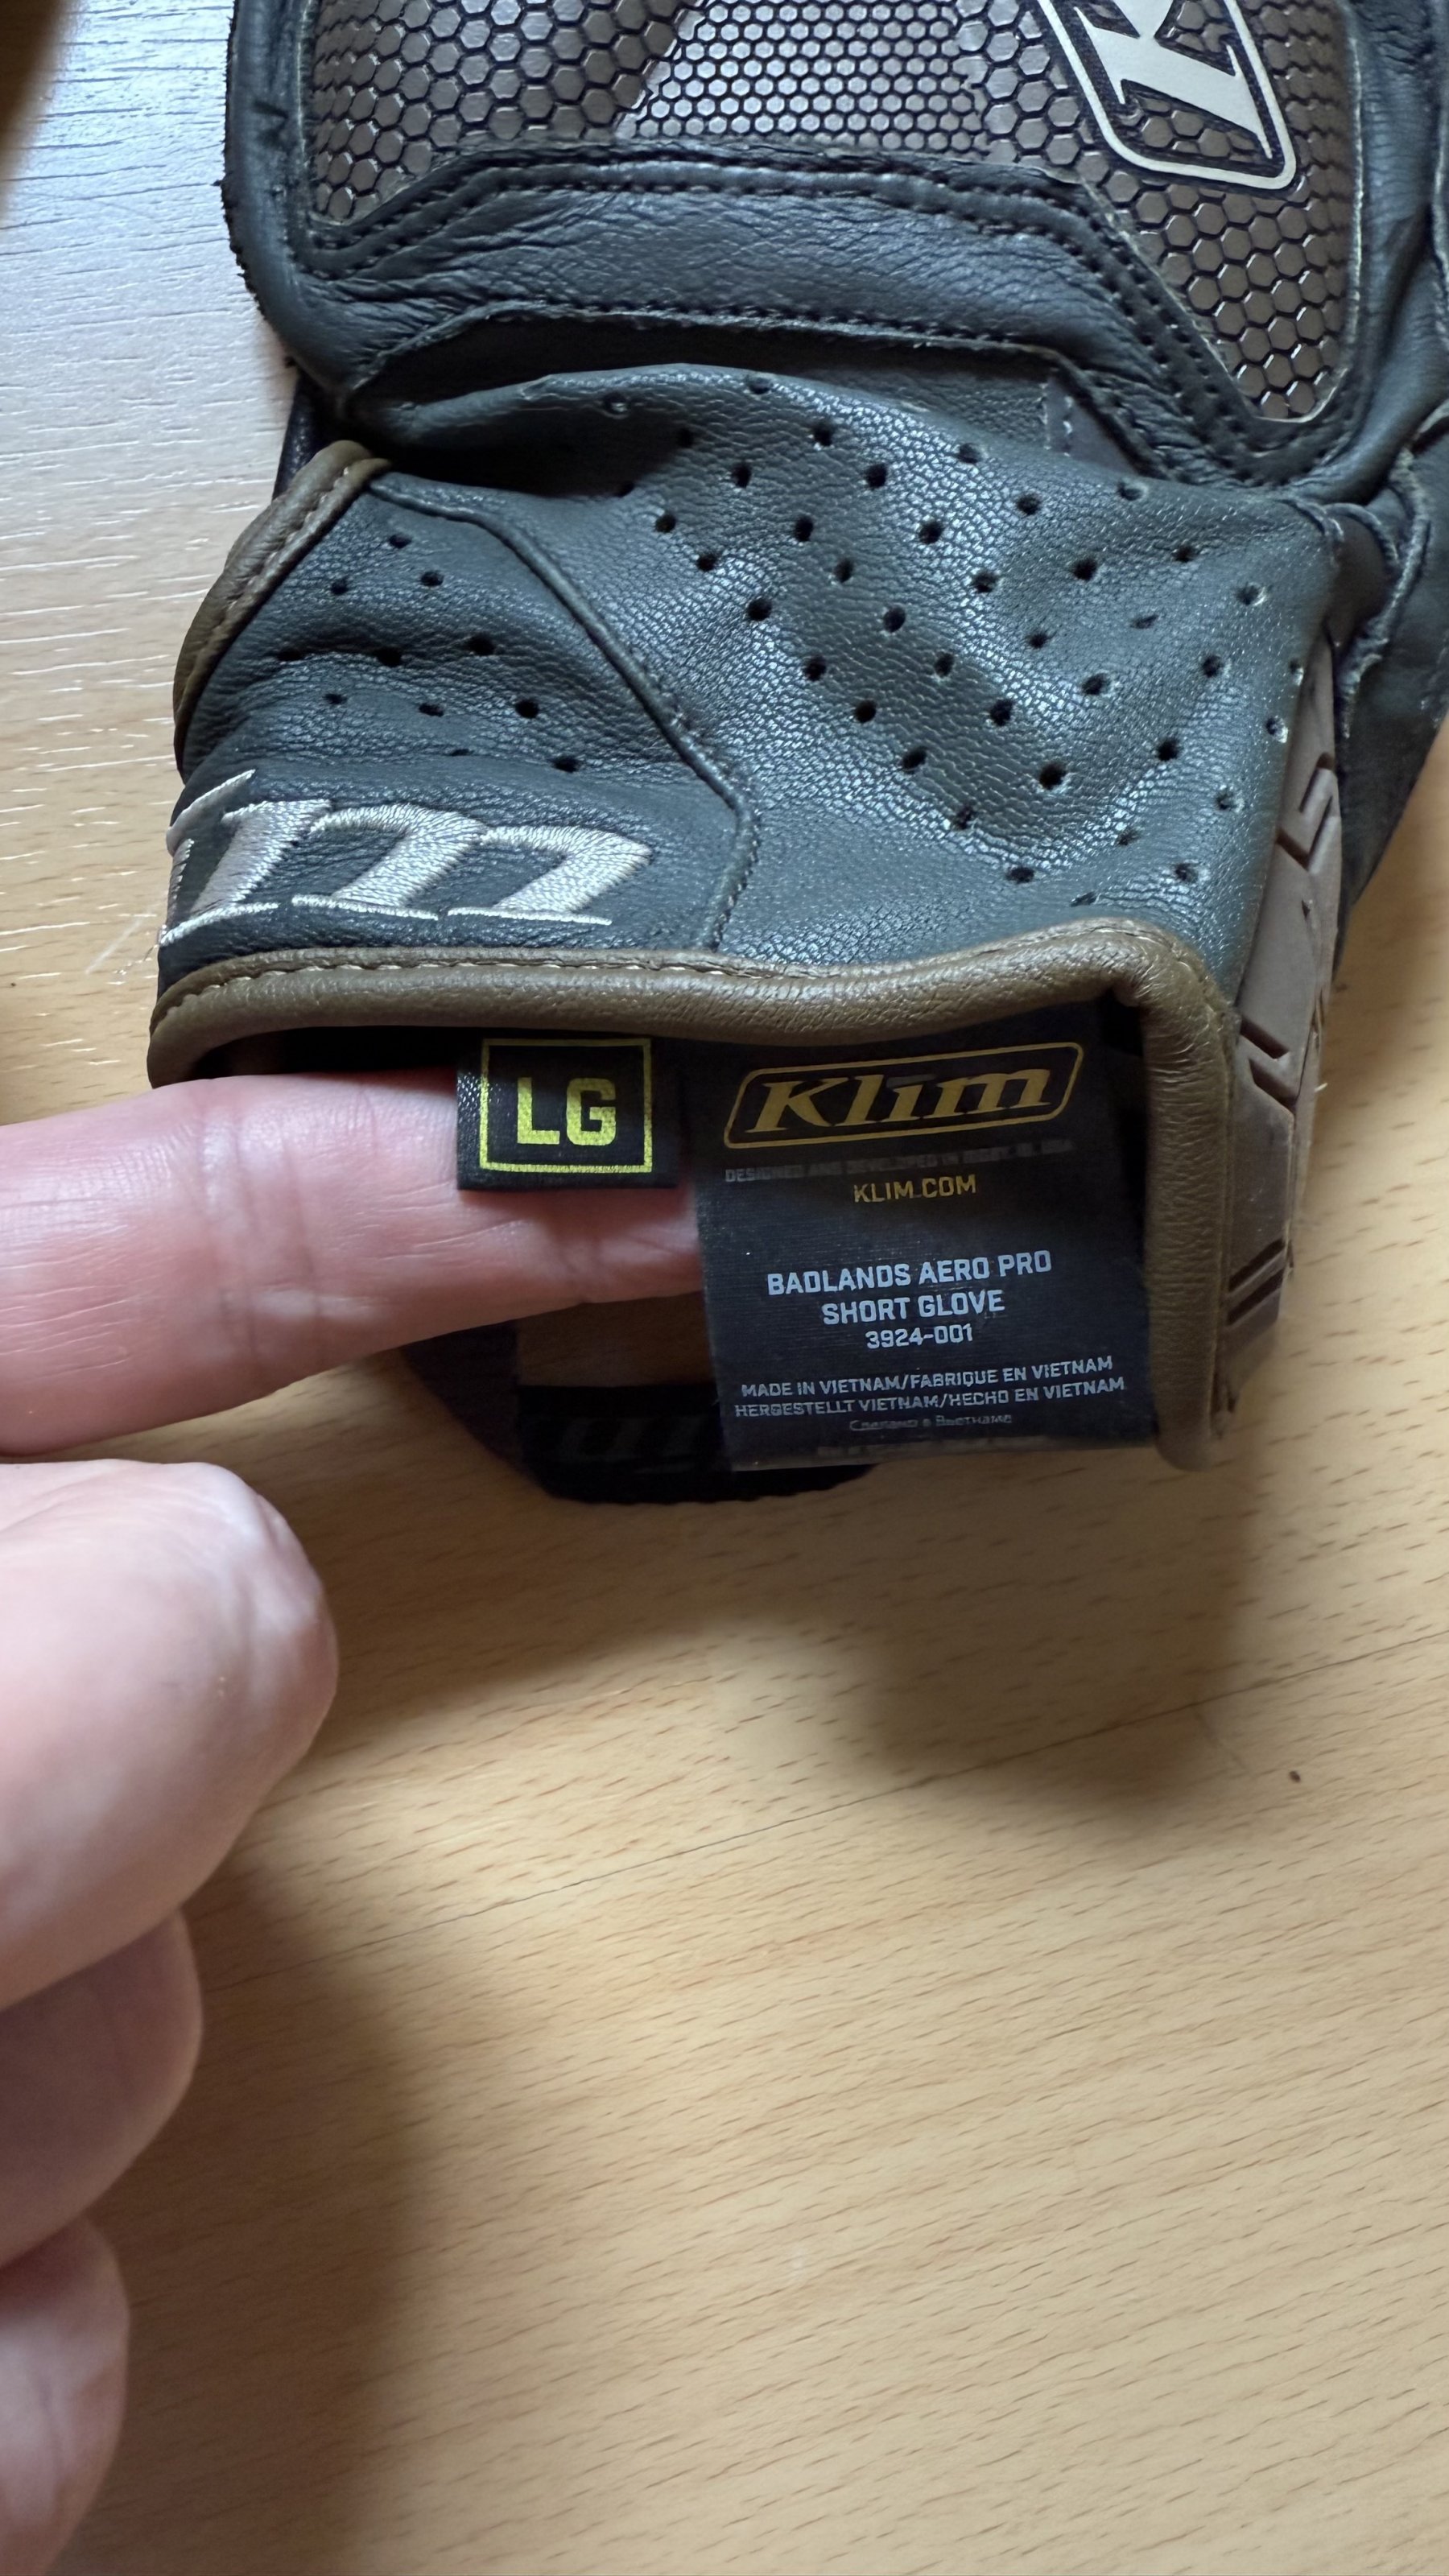 K
im
LG
Klim
DESIGNED AND DEVELOPED IN RIGBY, ID, USA
KLIM.COM
BADLANDS AERO PRO
SHORT GLOVE
3924-001
MADE IN VIETNAM/FABRIQUE EN VIETNAM
HERGESTELLT VIETNAM/HECHO EN VIETNAM
Сделано в Вьетнаме